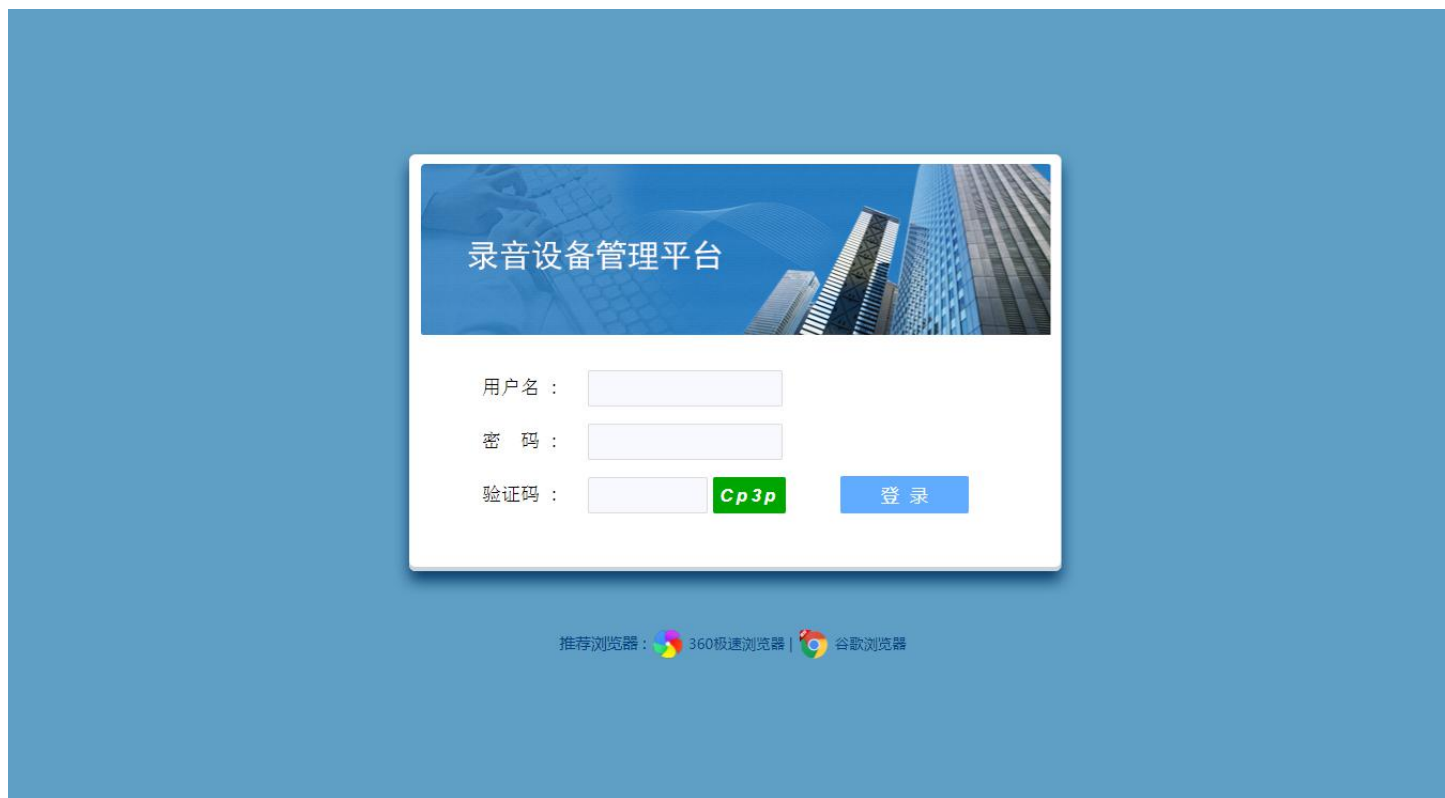 录音设备管理平台
用户名 :
密 码 :
验证码 : Cp3p 登 录
推荐浏览器 : 360极速浏览器 | 谷歌浏览器